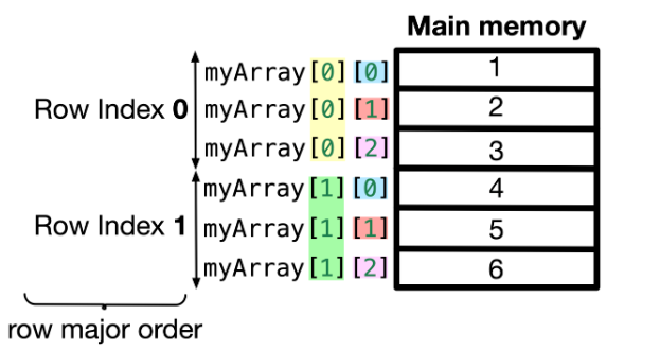 Main memory
myArray[0][0] 1
myArray[0][1] 2
Row Index 0
myArray[0][2] 3
myArray[1][0] 4
myArray[1][1] 5
Row Index 1
myArray[1][2] 6
row major order